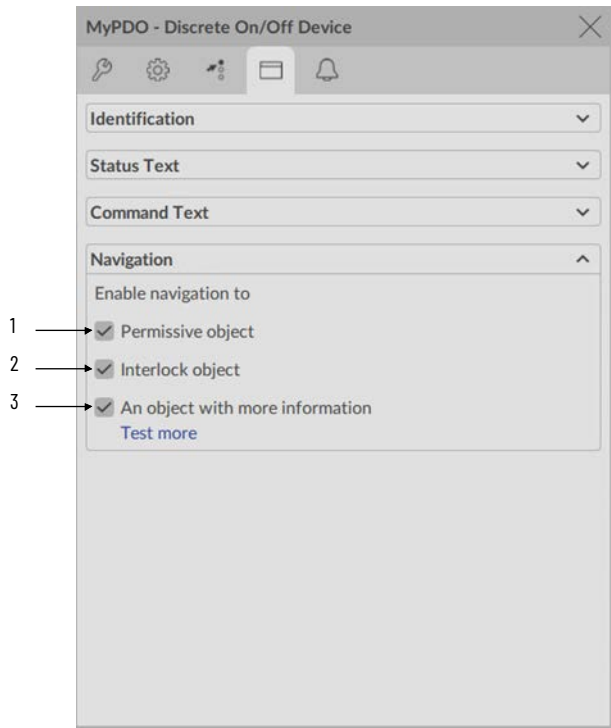 MyPDO - Discrete On/Off Device
Identification
Status Text
Command Text
Navigation
Enable navigation to
1
Permissive object
2
Interlock object
3
An object with more information
Test more